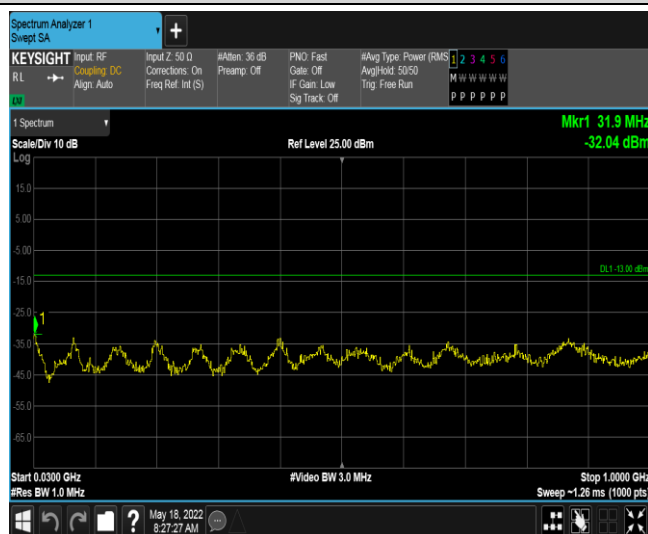 Spectrum Analyzer 1
Swept SA
+
KEYSIGHT Input: RF Input Z: 50 Ω #Atten: 36 dB PNO: Fast #Avg Type: Power (RMS 1 2 3 4 5 6
RL Coupling: DC Corrections: On Preamp: Off Gate: Off Avg|Hold: 50/50 M W W W W W
Align: Auto Freq Ref: Int (S) IF Gain: Low Trig: Free Run
Sig Track: Off P P P P P P
LXI
1 Spectrum Mkr1 31.9 MHz
Scale/Div 10 dB Ref Level 25.00 dBm -32.04 dBm
Log
15.0
5.00
-5.00
DL1 -13.00 dBm
-15.0
-25.0
1
-35.0
-45.0
-55.0
-65.0
Start 0.0300 GHz #Video BW 3.0 MHz Stop 1.0000 GHz
#Res BW 1.0 MHz Sweep ~1.26 ms (1000 pts)
? May 18, 2022
8:27:27 AM